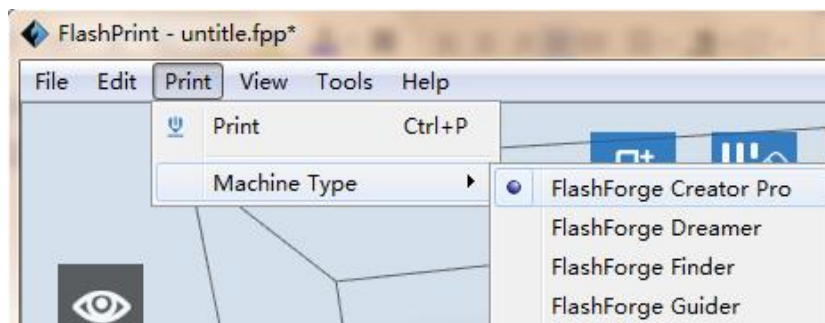 FlashPrint - untitle.fpp*
File Edit Print View Tools Help
Print Ctrl+P
Machine Type
FlashForge Creator Pro
FlashForge Dreamer
FlashForge Finder
FlashForge Guider